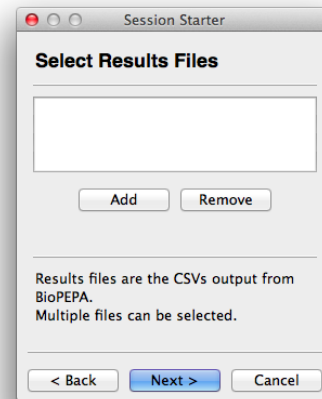 Session Starter
Select Results Files
Add Remove
Results files are the CSVs output from
BioPEPA.
Multiple files can be selected.
< Back Next > Cancel